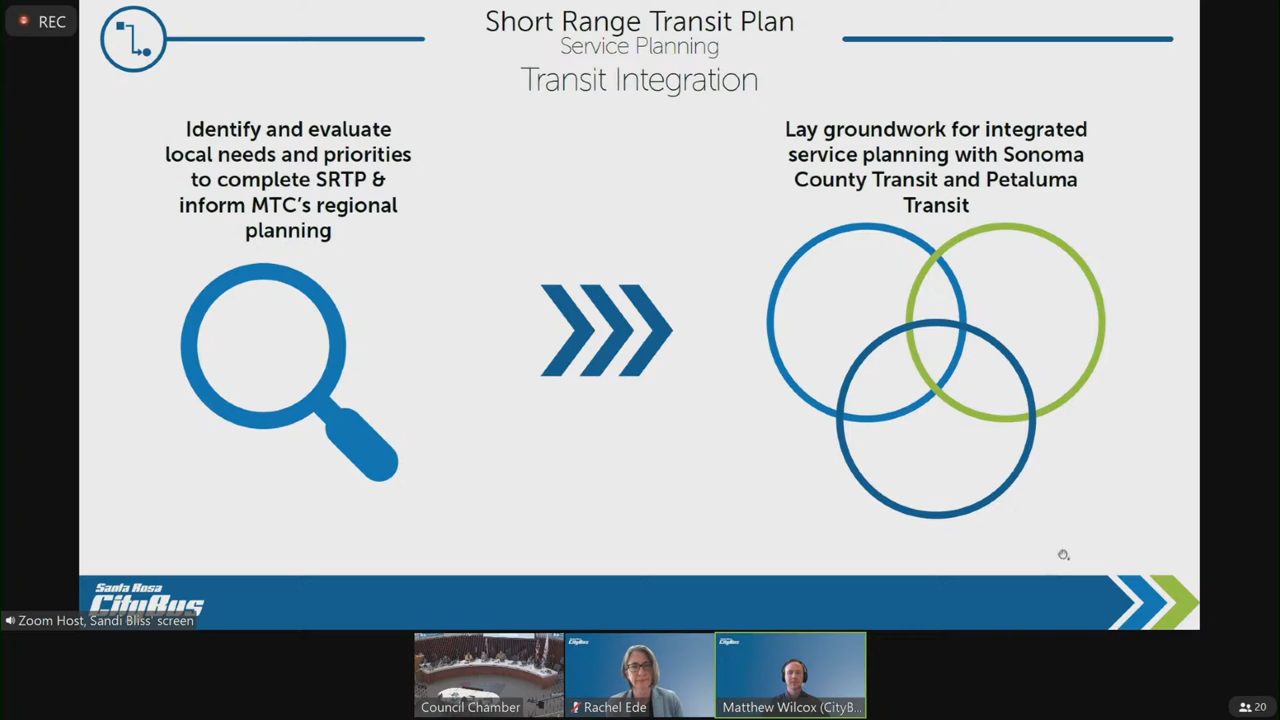 REC
Short Range Transit Plan
Service Planning
Transit Integration
Identify and evaluate
local needs and priorities
to complete SRTP &
inform MTC's regional
planning
Lay groundwork for integrated
service planning with Sonoma
County Transit and Petaluma
Transit
Santa Rosa
CityBus
Zoom Host, Sandi Bliss' screen
CityBus
CityBus
Council Chamber
Rachel Ede
Matthew Wilcox (CityB...
20